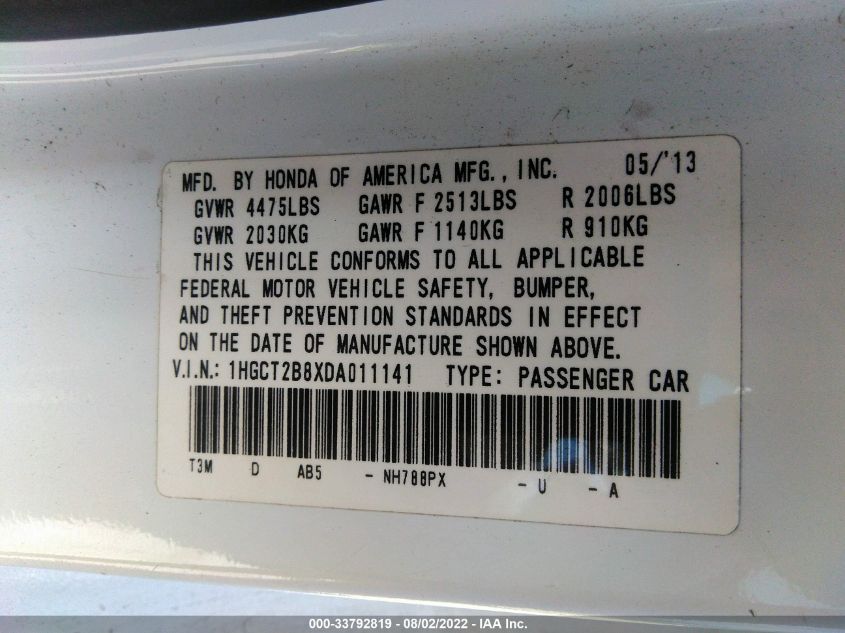 MFD. BY HONDA OF AMERICA MFG., INC. 05/'13
GVWR 4475LBS GAWR F 2513LBS R 2006LBS
GVWR 2030KG GAWR F 1140KG R 910KG
THIS VEHICLE CONFORMS TO ALL APPLICABLE
FEDERAL MOTOR VEHICLE SAFETY, BUMPER,
AND THEFT PREVENTION STANDARDS IN EFFECT
ON THE DATE OF MANUFACTURE SHOWN ABOVE.
V.I.N.: 1HGCT2B8XDA011141 TYPE: PASSENGER CAR
T3M D AB5 - NH788PX - U - A
000-33792819 - 08/02/2022 - IAA Inc.